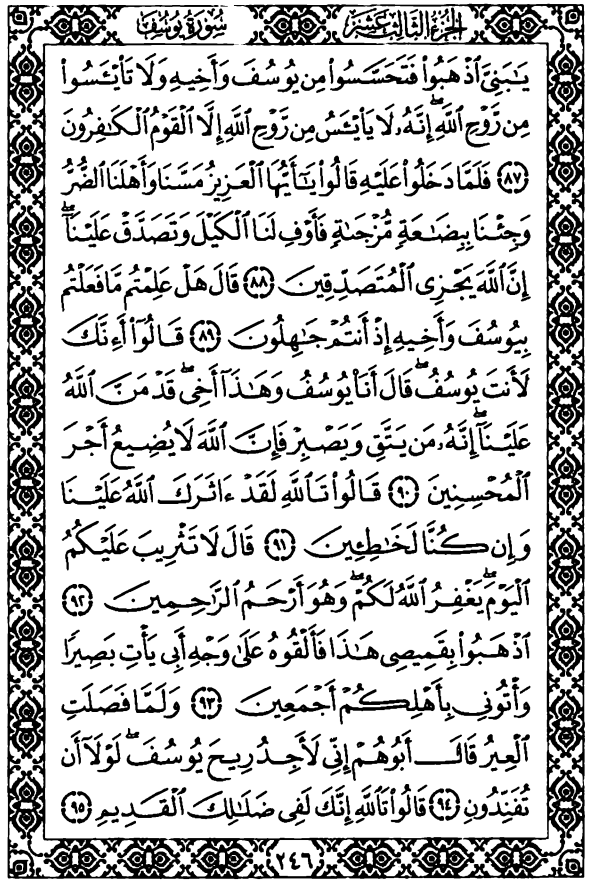 الجزء الثالث عشر
سورة يوسف
يَـٰبَنِىَّ ٱذْهَبُوا۟ فَتَحَسَّسُوا۟ مِن يُوسُفَ وَأَخِيهِ وَلَا تَا۟يْـَٔسُوا۟
مِن رَّوْحِ ٱللَّهِ ۖ إِنَّهُۥ لَا يَا۟يْـَٔسُ مِن رَّوْحِ ٱللَّهِ إِلَّا ٱلْقَوْمُ ٱلْكَـٰفِرُونَ
٨٧ فَلَمَّا دَخَلُوا۟ عَلَيْهِ قَالُوا۟ يَـٰٓأَيُّهَا ٱلْعَزِيزُ مَسَّنَا وَأَهْلَنَا ٱلضُّرُّ
وَجِئْنَا بِبِضَـٰعَةٍ مُّزْجَىٰةٍ فَأَوْفِ لَنَا ٱلْكَيْلَ وَتَصَدَّقْ عَلَيْنَآ ۖ
إِنَّ ٱللَّهَ يَجْزِى ٱلْمُتَصَدِّقِينَ ٨٨ قَالَ هَلْ عَلِمْتُم مَّا فَعَلْتُم
بِيُوسُفَ وَأَخِيهِ إِذْ أَنتُمْ جَـٰهِلُونَ ٨٩ قَالُوٓا۟ أَءِنَّكَ
لَأَنتَ يُوسُفُ ۖ قَالَ أَنَا۠ يُوسُفُ وَهَـٰذَآ أَخِى ۖ قَدْ مَنَّ ٱللَّهُ
عَلَيْنَآ ۖ إِنَّهُۥ مَن يَتَّقِ وَيَصْبِرْ فَإِنَّ ٱللَّهَ لَا يُضِيعُ أَجْرَ
ٱلْمُحْسِنِينَ ٩٠ قَالُوا۟ تَٱللَّهِ لَقَدْ ءَاثَرَكَ ٱللَّهُ عَلَيْنَا
وَإِن كُنَّا لَخَـٰطِـِٔينَ ٩١ قَالَ لَا تَثْرِيبَ عَلَيْكُمُ
ٱلْيَوْمَ ۖ يَغْفِرُ ٱللَّهُ لَكُمْ ۖ وَهُوَ أَرْحَمُ ٱلرَّٰحِمِينَ ٩٢
ٱذْهَبُوا۟ بِقَمِيصِى هَـٰذَا فَأَلْقُوهُ عَلَىٰ وَجْهِ أَبِى يَأْتِ بَصِيرًا
وَأْتُونِى بِأَهْلِكُمْ أَجْمَعِينَ ٩٣ وَلَمَّا فَصَلَتِ
ٱلْعِيرُ قَالَ أَبُوهُمْ إِنِّى لَأَجِدُ رِيحَ يُوسُفَ ۖ لَوْلَآ أَن
تُفَنِّدُونِ ٩٤ قَالُوا۟ تَٱللَّهِ إِنَّكَ لَفِى ضَلَـٰلِكَ ٱلْقَدِيمِ ٩٥
٢٤٦